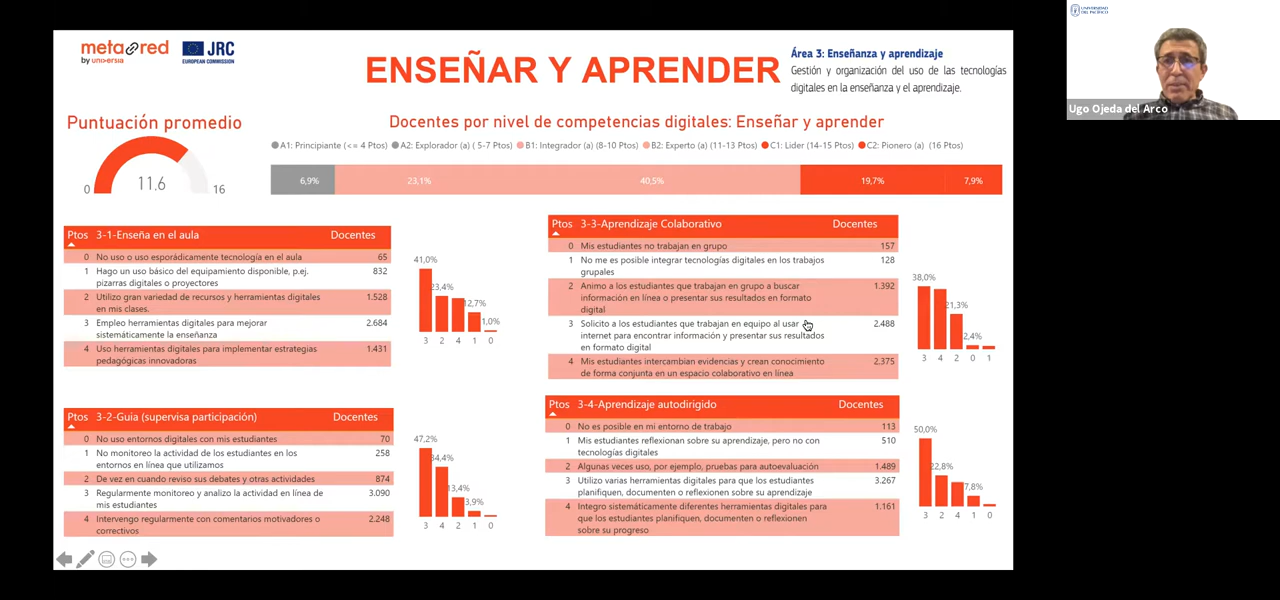 meta red
by universia
JRC
EUROPEAN COMMISSION
ENSEÑAR Y APRENDER
Área 3: Enseñanza y aprendizaje
Gestión y organización del uso de las tecnologías
digitales en la enseñanza y el aprendizaje.
UNIVERSIDAD
DEL PACÍFICO
Ugo Ojeda del Arco
Puntuación promedio
0
11,6
16
Docentes por nivel de competencias digitales: Enseñar y aprender
A1: Principiante (<= 4 Ptos) A2: Explorador (a) ( 5-7 Ptos) B1: Integrador (a) (8-10 Ptos) B2: Experto (a) (11-13 Ptos) C1: Lider (14-15 Ptos) C2: Pionero (a) (16 Ptos)
6,9% 23,1% 40,5% 19,7% 7,9%
Ptos 3-1-Enseña en el aula Docentes
0 No uso o uso esporádicamente tecnología en el aula 65
1 Hago un uso básico del equipamiento disponible, p.ej. 832
pizarras digitales o proyectores
2 Utilizo gran variedad de recursos y herramientas digitales 1.528
en mis clases.
3 Empleo herramientas digitales para mejorar 2.684
sistemáticamente la enseñanza
4 Uso herramientas digitales para implementar estrategias 1.431
pedagógicas innovadoras
41,0%
23,4%
12,7%
1,0%
3 2 4 1 0
Ptos 3-3-Aprendizaje Colaborativo Docentes
0 Mis estudiantes no trabajan en grupo 157
1 No me es posible integrar tecnologías digitales en los trabajos 128
grupales
2 Animo a los estudiantes que trabajan en grupo a buscar 1.392
información en línea o presentar sus resultados en formato
digital
3 Solicito a los estudiantes que trabajan en equipo al usar 2.488
internet para encontrar información y presentar sus resultados
en formato digital
4 Mis estudiantes intercambian evidencias y crean conocimiento 2.375
de forma conjunta en un espacio colaborativo en línea
38,0%
21,3%
2,4%
3 4 2 0 1
Ptos 3-2-Guía (supervisa participación) Docentes
0 No uso entornos digitales con mis estudiantes 70
1 No monitoreo la actividad de los estudiantes en los 258
entornos en línea que utilizamos
2 De vez en cuando reviso sus debates y otras actividades 874
3 Regularmente monitoreo y analizo la actividad en línea de 3.090
mis estudiantes
4 Intervengo regularmente con comentarios motivadores o 2.248
correctivos
47,2%
34,4%
13,4%
3,9%
3 4 2 1 0
Ptos 3-4-Aprendizaje autodirigido Docentes
0 No es posible en mi entorno de trabajo 113
1 Mis estudiantes reflexionan sobre su aprendizaje, pero no con 510
tecnologías digitales
2 Algunas veces uso, por ejemplo, pruebas para autoevaluación 1.489
3 Utilizo varias herramientas digitales para que los estudiantes 3.267
planifiquen, documenten o reflexionen sobre su aprendizaje
4 Integro sistemáticamente diferentes herramientas digitales para 1.161
que los estudiantes planifiquen, documenten o reflexionen
sobre su progreso
50,0%
22,8%
7,8%
3 2 4 1 0